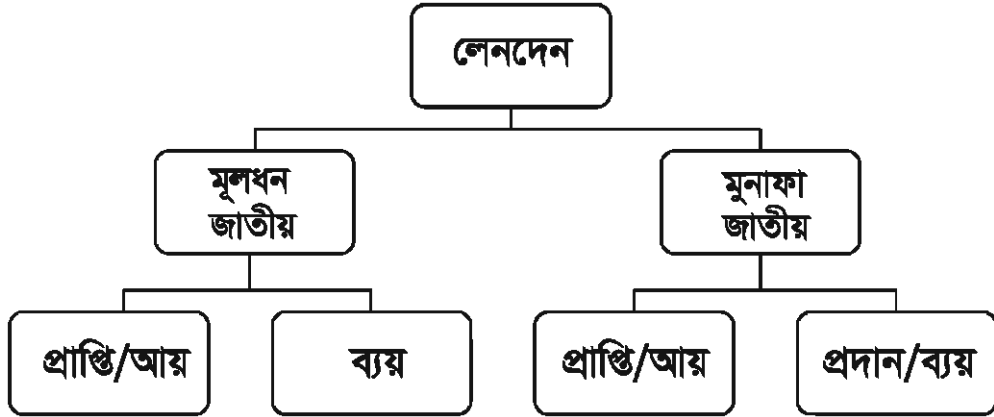 লেনদেন
মূলধন
জাতীয়
মুনাফা
জাতীয়
প্রাপ্তি/আয়
ব্যয়
প্রাপ্তি/আয়
প্রদান/ব্যয়